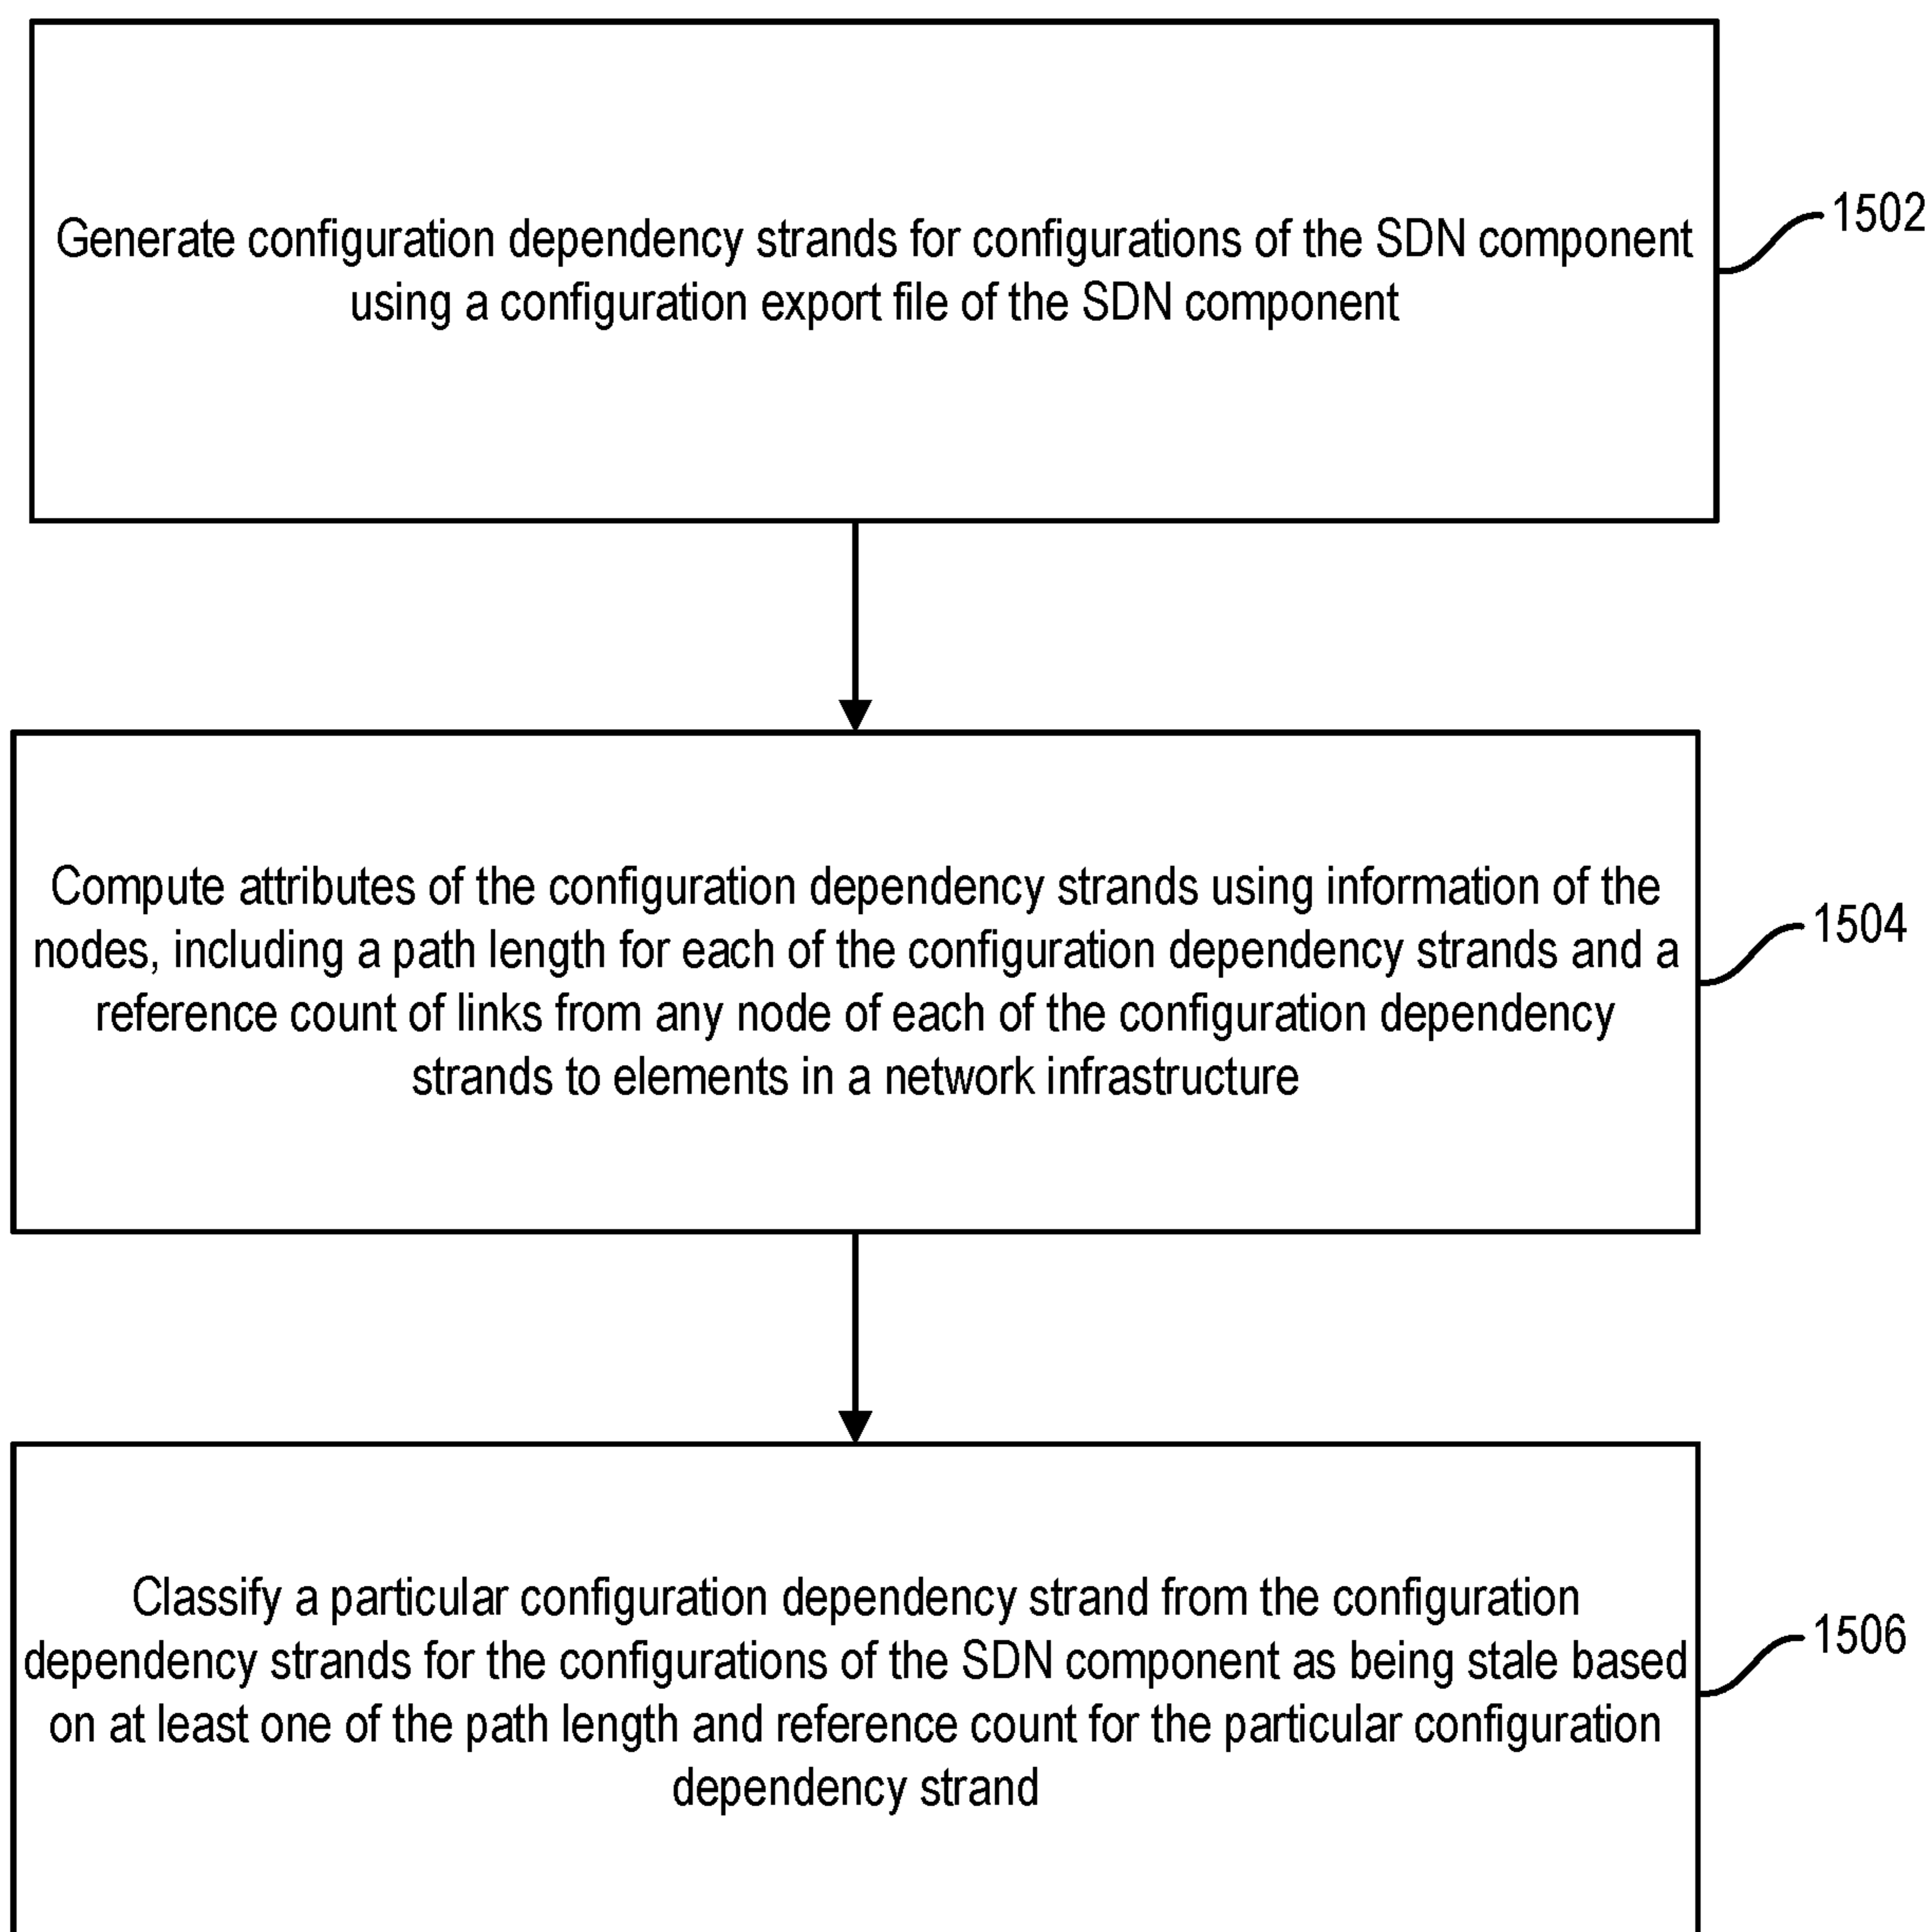 Generate configuration dependency strands for configurations of the SDN component
using a configuration export file of the SDN component
1502
Compute attributes of the configuration dependency strands using information of the
nodes, including a path length for each of the configuration dependency strands and a
reference count of links from any node of each of the configuration dependency
strands to elements in a network infrastructure
1504
Classify a particular configuration dependency strand from the configuration
dependency strands for the configurations of the SDN component as being stale based
on at least one of the path length and reference count for the particular configuration
dependency strand
1506